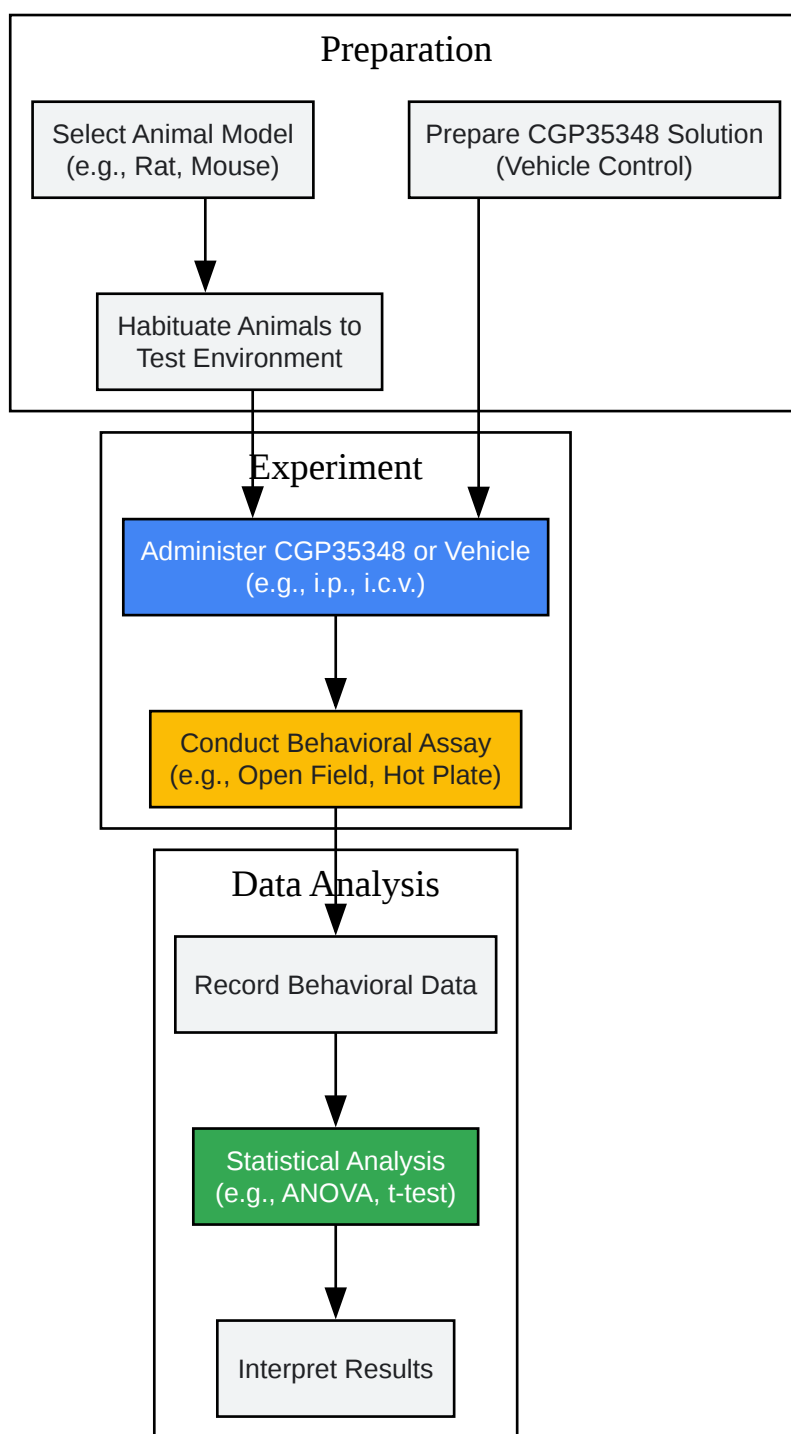 Preparation
Select Animal Model
(e.g., Rat, Mouse)
Prepare CGP35348 Solution
(Vehicle Control)
Habituate Animals to
Test Environment
Experiment
Administer CGP35348 or Vehicle
(e.g., i.p., i.c.v.)
Conduct Behavioral Assay
(e.g., Open Field, Hot Plate)
Data Analysis
Record Behavioral Data
Statistical Analysis
(e.g., ANOVA, t-test)
Interpret Results